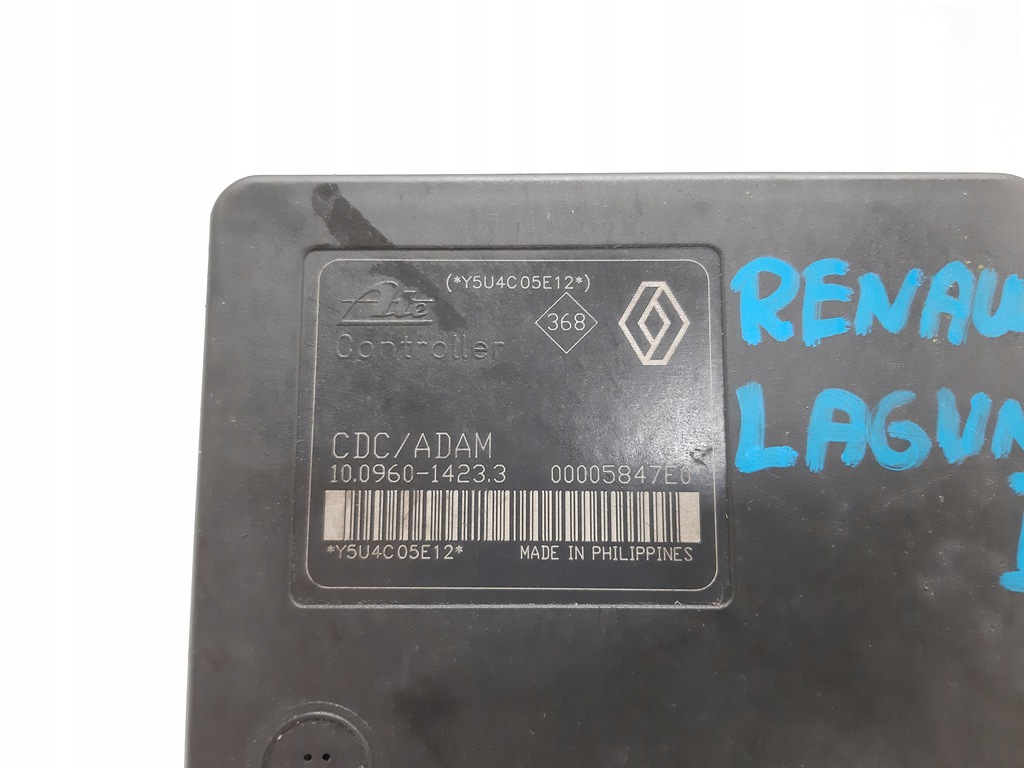 (*Y5U4C05E12*)
Ate
368
Controller
CDC/ADAM
10.0960-1423.3 00005847E0
*Y5U4C05E12* MADE IN PHILIPPINES
RENAU
LAGUN